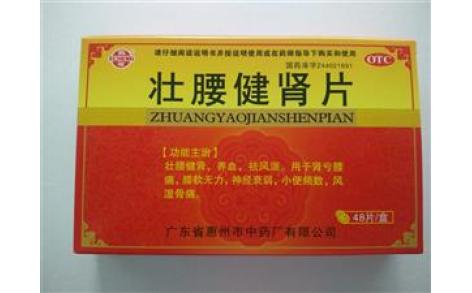 请仔细阅读说明书并按说明使用或在药师指导下购买和使用
国药准字Z44021691
OTC
壮腰健肾片
ZHUANGYAOJIANSHENPIAN
【功能主治】
壮腰健肾，养血，祛风湿。用于肾亏腰
痛，膝软无力，神经衰弱，小便频数，风
湿骨痛。
48片/盒
广东省惠州市中药厂有限公司